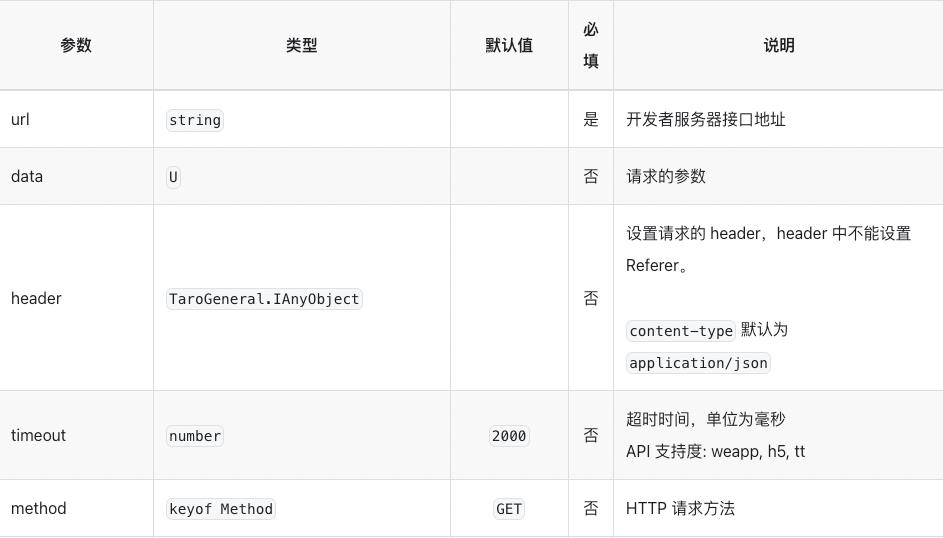 参数 类型 默认值 必填 说明
url string 是 开发者服务器接口地址
data U 否 请求的参数
header TaroGeneral.IAnyObject 否 设置请求的 header，header 中不能设置
Referer。
content-type 默认为
application/json
timeout number 2000 否 超时时间，单位为毫秒
API 支持度: weapp, h5, tt
method keyof Method GET 否 HTTP 请求方法